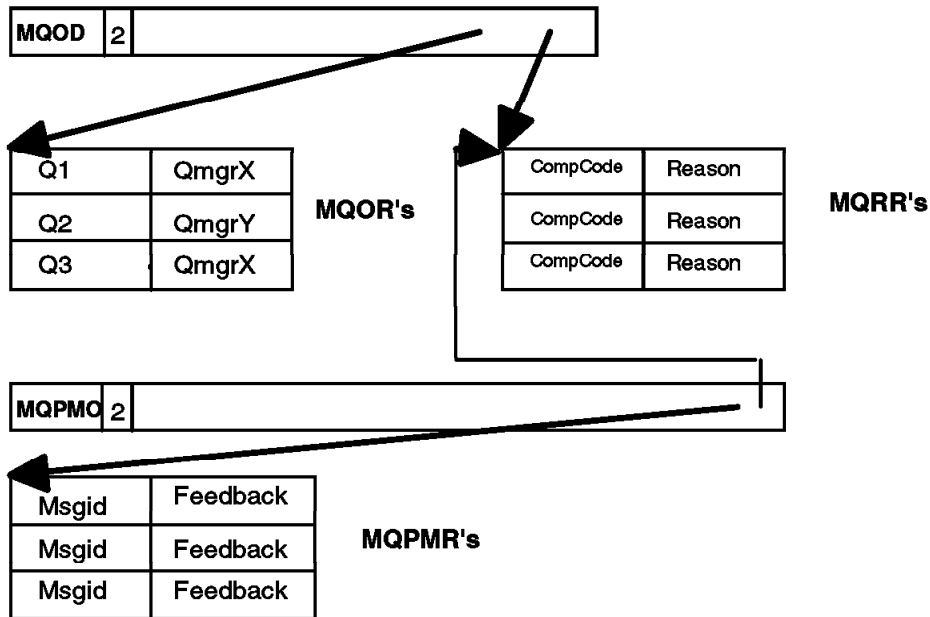 MQOD 2
Q1 QmgrX
Q2 QmgrY
Q3 QmgrX
MQOR's
CompCode Reason
CompCode Reason
CompCode Reason
MQRR's
MQPMO 2
Msgid Feedback
Msgid Feedback
Msgid Feedback
MQPMR's